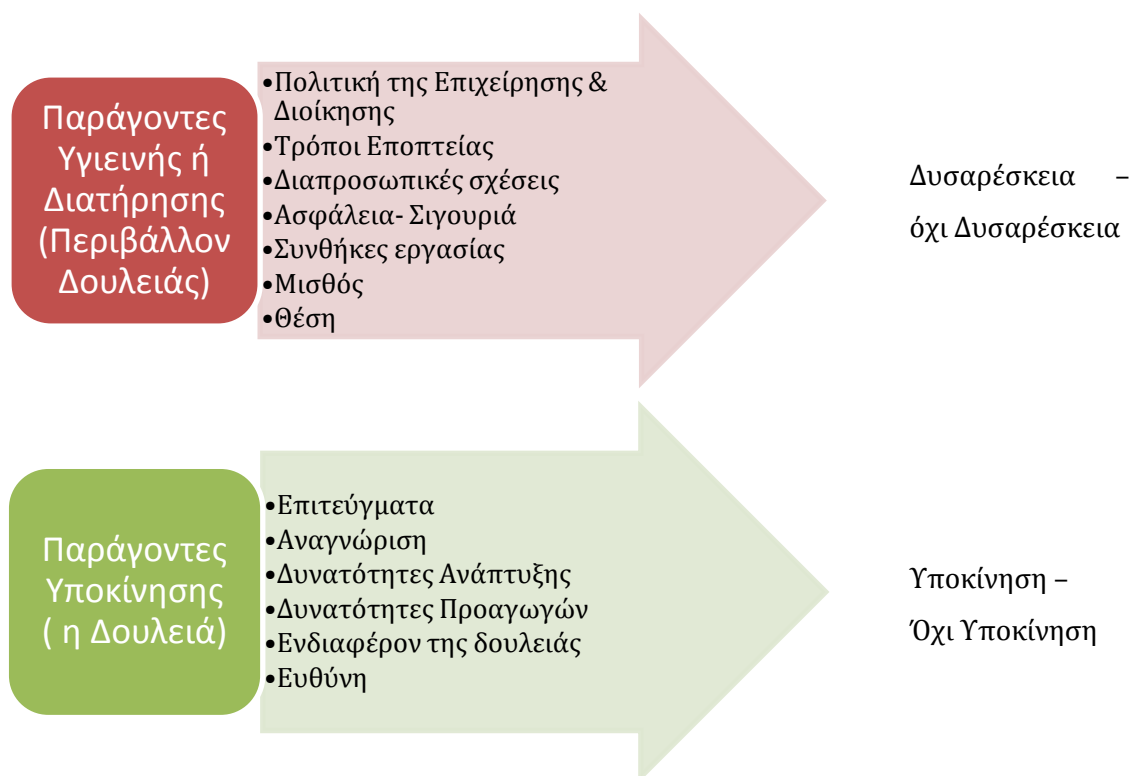 Παράγοντες
Υγιεινής ή
Διατήρησης
(Περιβάλλον
Δουλειάς)
•Πολιτική της Επιχείρησης &
Διοίκησης
•Τρόποι Εποπτείας
•Διαπροσωπικές σχέσεις
•Ασφάλεια- Σιγουριά
•Συνθήκες εργασίας
•Μισθός
•Θέση
Δυσαρέσκεια –
όχι Δυσαρέσκεια
Παράγοντες
Υποκίνησης
( η Δουλειά)
•Επιτεύγματα
•Αναγνώριση
•Δυνατότητες Ανάπτυξης
•Δυνατότητες Προαγωγών
•Ενδιαφέρον της δουλειάς
•Ευθύνη
Υποκίνηση –
Όχι Υποκίνηση